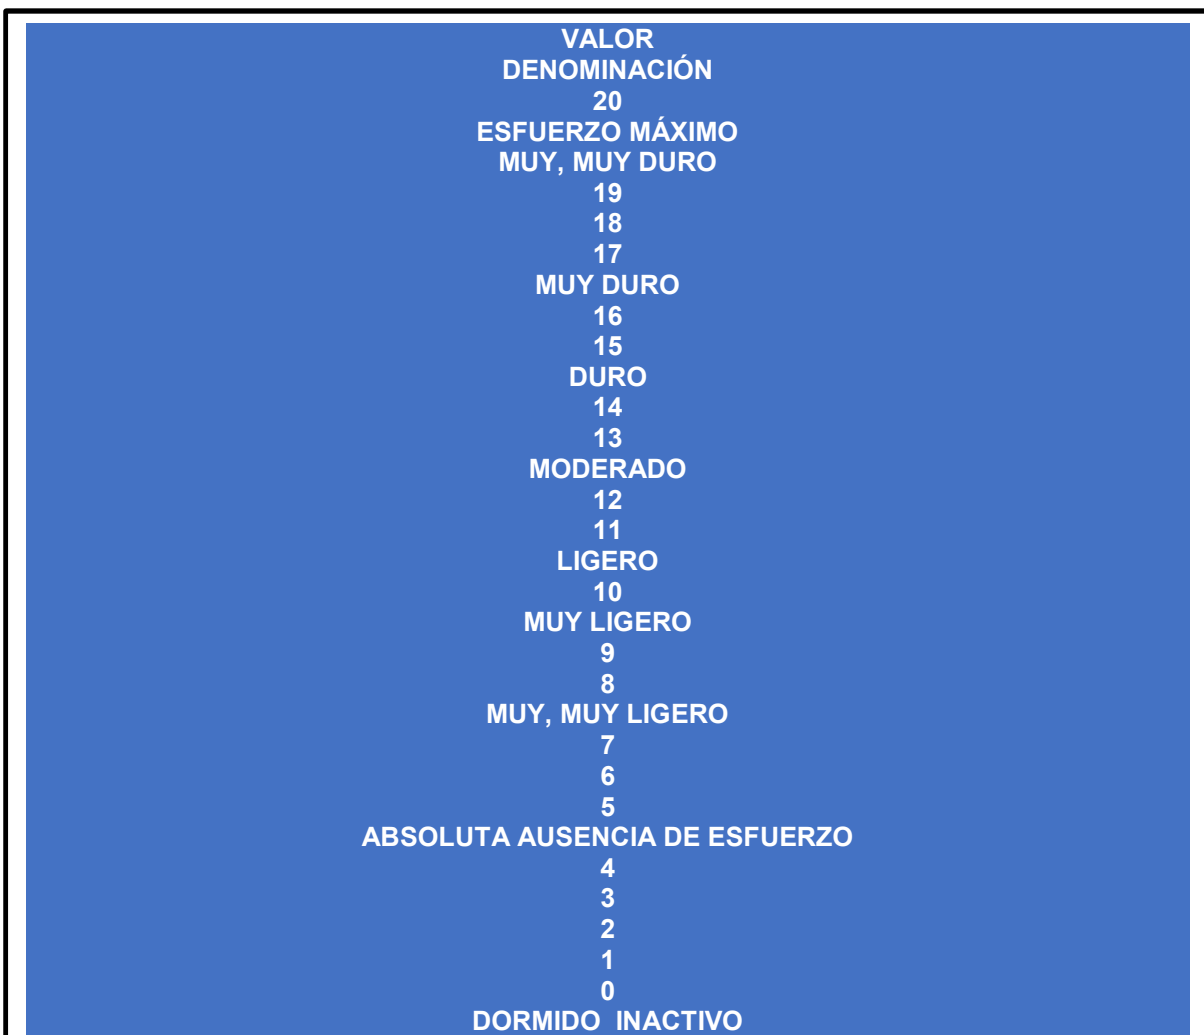 VALOR
DENOMINACIÓN
20
ESFUERZO MÁXIMO
MUY, MUY DURO
19
18
17
MUY DURO
16
15
DURO
14
13
MODERADO
12
11
LIGERO
10
MUY LIGERO
9
8
MUY, MUY LIGERO
7
6
5
ABSOLUTA AUSENCIA DE ESFUERZO
4
3
2
1
0
DORMIDO  INACTIVO